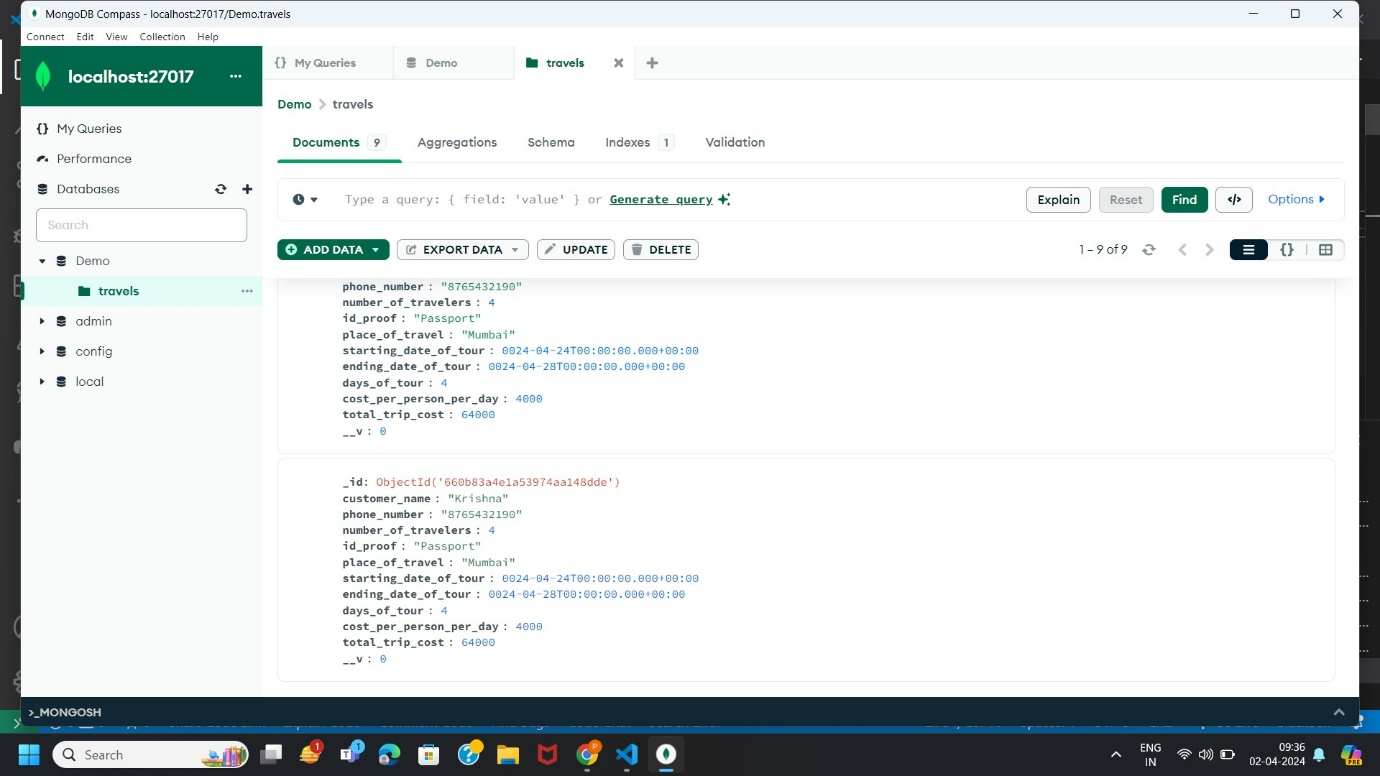 MongoDB Compass - localhost:27017/Demo.travels
Connect Edit View Collection Help
localhost:27017 ...
{} My Queries
Demo
travels
Demo > travels
My Queries
Performance
Databases
Search
Demo
travels
admin
config
local
Documents 9 Aggregations Schema Indexes 1 Validation
Type a query: { field: 'value' } or Generate query
Explain Reset Find </> Options
ADD DATA EXPORT DATA UPDATE DELETE 1 – 9 of 9 {}
phone_number : "8765432190"
number_of_travelers : 4
id_proof : "Passport"
place_of_travel : "Mumbai"
starting_date_of_tour : 0024-04-24T00:00:00.000+00:00
ending_date_of_tour : 0024-04-28T00:00:00.000+00:00
days_of_tour : 4
cost_per_person_per_day : 4000
total_trip_cost : 64000
__v : 0
_id: ObjectId('660b83a4e1a53974aa148dde')
customer_name : "Krishna"
phone_number : "8765432190"
number_of_travelers : 4
id_proof : "Passport"
place_of_travel : "Mumbai"
starting_date_of_tour : 0024-04-24T00:00:00.000+00:00
ending_date_of_tour : 0024-04-28T00:00:00.000+00:00
days_of_tour : 4
cost_per_person_per_day : 4000
total_trip_cost : 64000
__v : 0
>_MONGOSH
Search
1
1
P
ENG
IN
09:36
02-04-2024
PRE